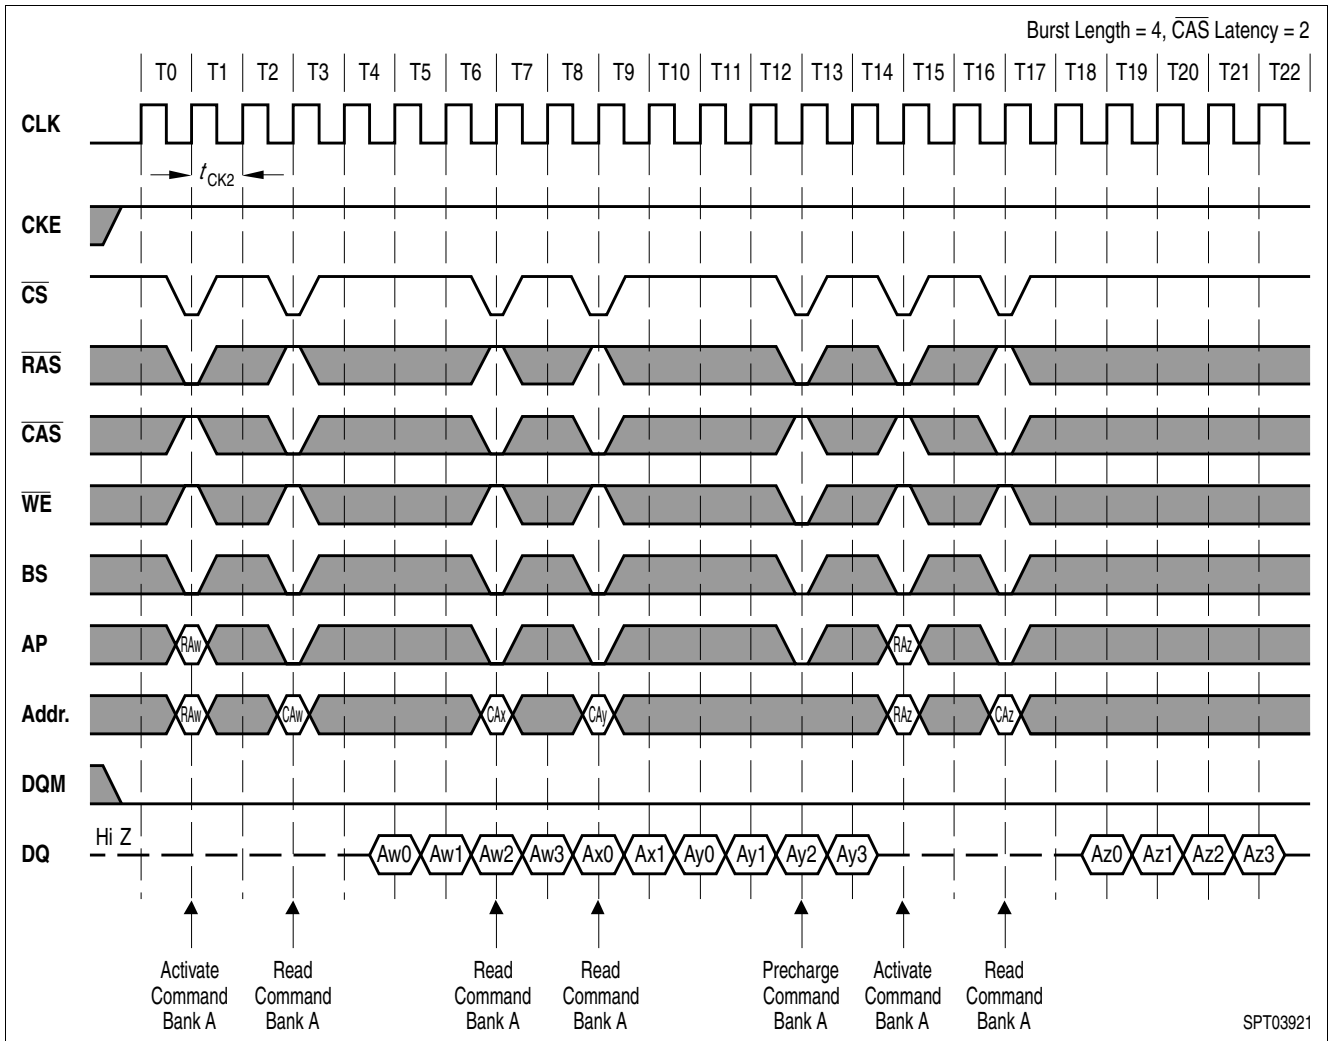 Burst Length = 4, CAS Latency = 2
T0 T1 T2 T3 T4 T5 T6 T7 T8 T9 T10 T11 T12 T13 T14 T15 T16 T17 T18 T19 T20 T21 T22
CLK
t CK2
CKE
CS
RAS
CAS
WE
BS
AP RAw RAz
Addr. RAw CAw CAx CAy RAz CAz
DQM
Hi Z
DQ Aw0 Aw1 Aw2 Aw3 Ax0 Ax1 Ay0 Ay1 Ay2 Ay3 Az0 Az1 Az2 Az3
Activate Read Read Read Precharge Activate Read
Command Command Command Command Command Command Command
Bank A Bank A Bank A Bank A Bank A Bank A Bank A
SPT03921